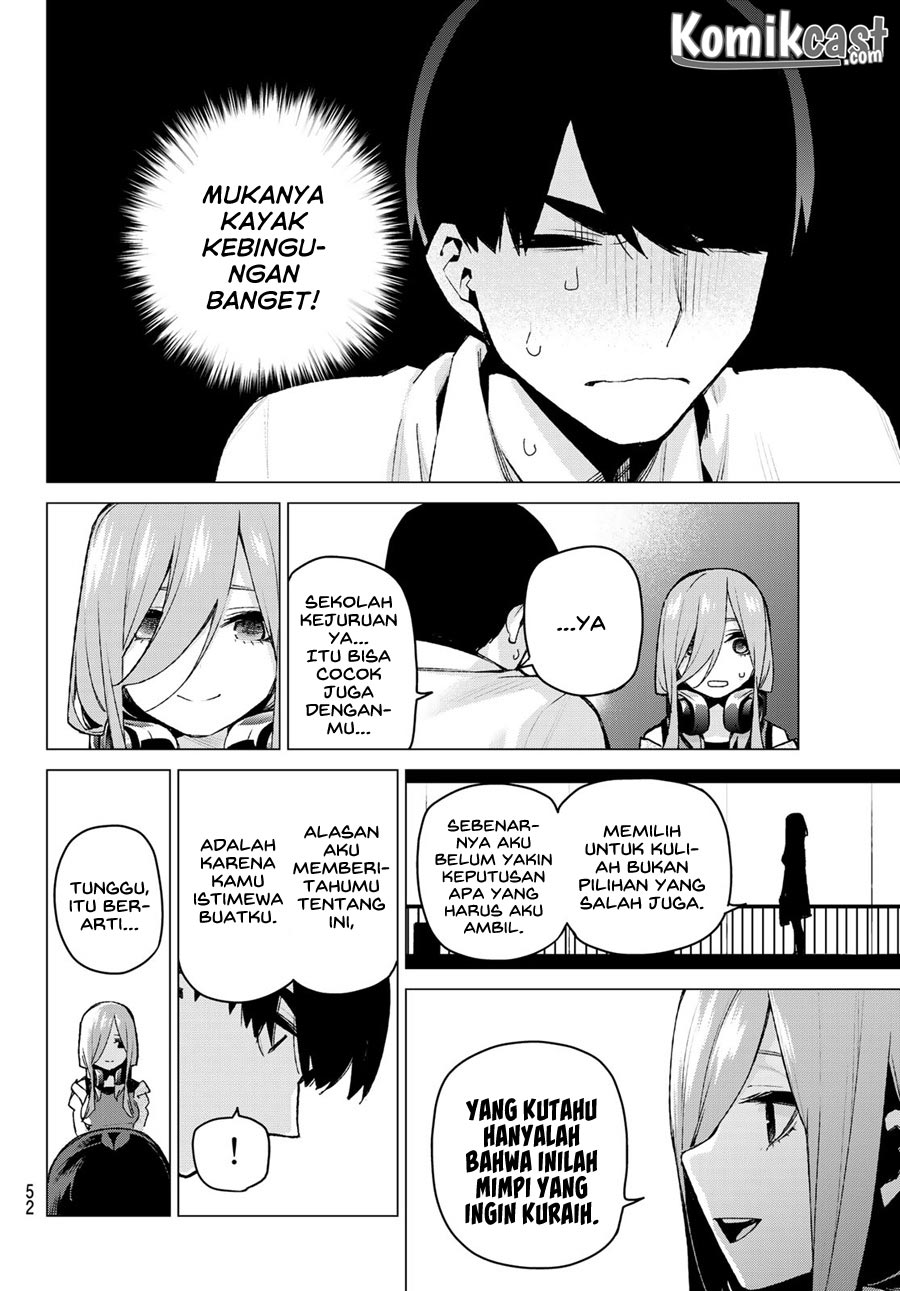 Komikcast
.com
MUKANYA
KAYAK
KEBINGU-
NGAN
BANGET!
...YA
SEKOLAH
KEJURUAN
YA...
ITU BISA
COCOK
JUGA
DENGAN-
MU...
MEMILIH
UNTUK KULI-
AH BUKAN
PILIHAN YANG
SALAH JUGA.
SEBENAR-
NYA AKU
BELUM YAKIN
KEPUTUSAN
APA YANG
HARUS AKU
AMBIL.
YANG KUTAHU
HANYALAH
BAHWA INILAH
MIMPI YANG
INGIN KURAIH.
ALASAN
AKU
MEMBERI-
TAHUMU
TENTANG
INI,
ADALAH
KARENA
KAMU
ISTIMEWA
BUATKU.
!
TUNGGU,
ITU BER-
ARTI...
52